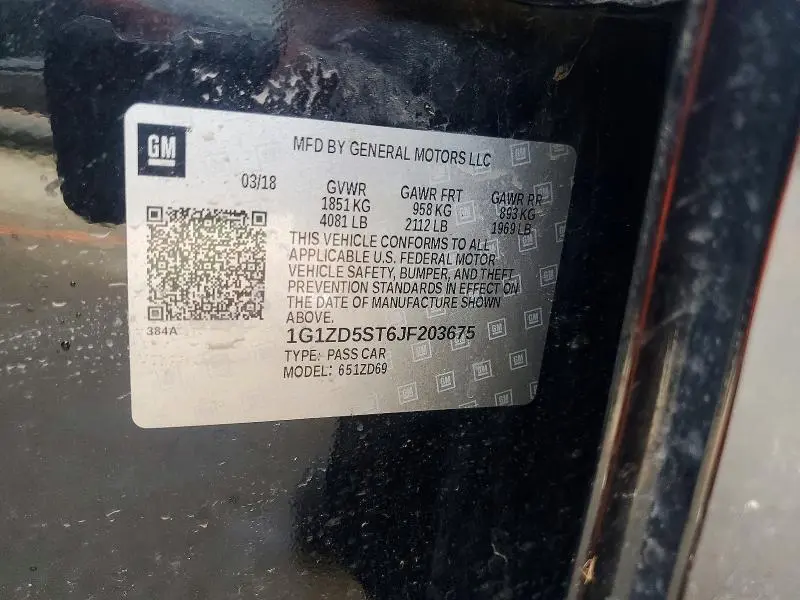 GM
MFD BY GENERAL MOTORS LLC
03/18 GVWR GAWR FRT GAWR RR
1851 KG 958 KG 893 KG
4081 LB 2112 LB 1969 LB
THIS VEHICLE CONFORMS TO ALL
APPLICABLE U.S. FEDERAL MOTOR
VEHICLE SAFETY, BUMPER, AND THEFT
PREVENTION STANDARDS IN EFFECT ON
THE DATE OF MANUFACTURE SHOWN
ABOVE.
384A
1G1ZD5ST6JF203675
TYPE: PASS CAR
MODEL: 651ZD69